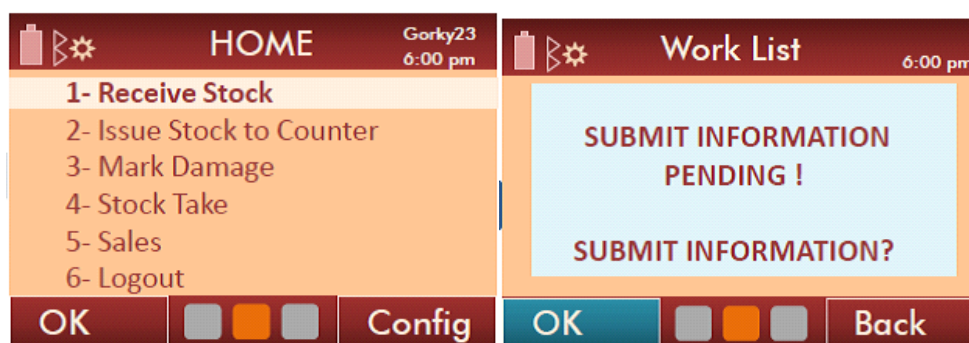 HOME
Gorky23
6:00 pm
1- Receive Stock
2- Issue Stock to Counter
3- Mark Damage
4- Stock Take
5- Sales
6- Logout
OK
Config
Work List
6:00 pm
SUBMIT INFORMATION
PENDING !
SUBMIT INFORMATION?
OK
Back